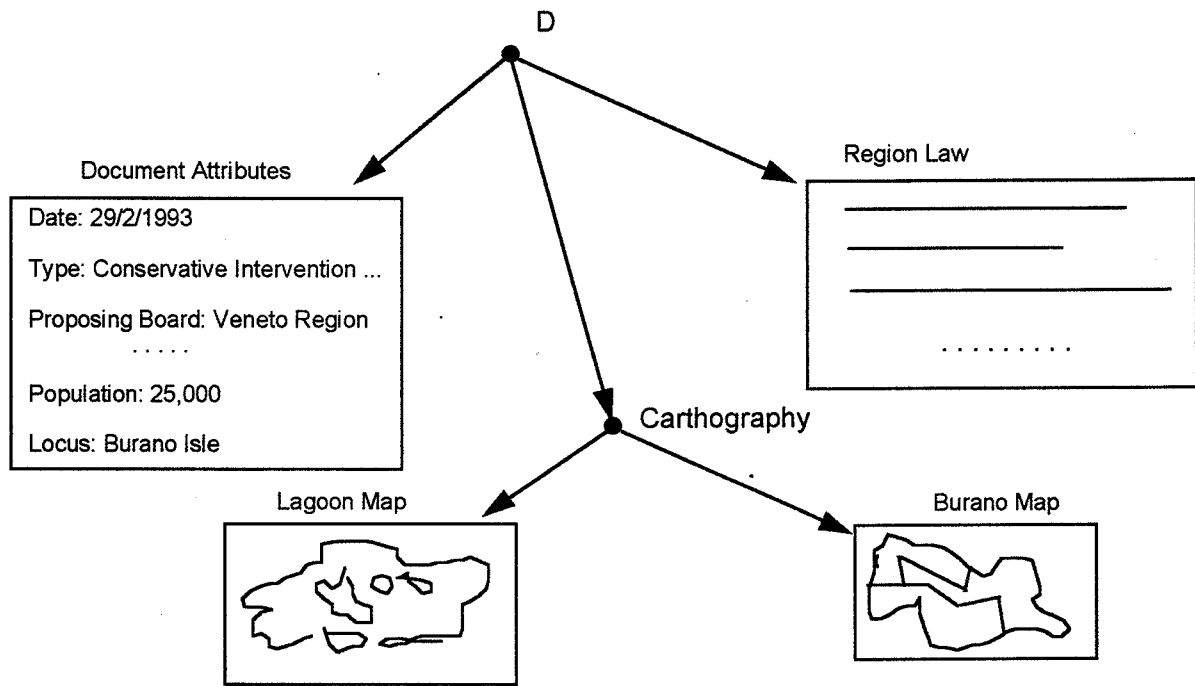 D
Document Attributes
Date: 29/2/1993
Type: Conservative Intervention ...
Proposing Board: Veneto Region
. . . . .
Population: 25,000
Locus: Burano Isle
Region Law
. . . . . . . . .
Carthography
Lagoon Map
Burano Map